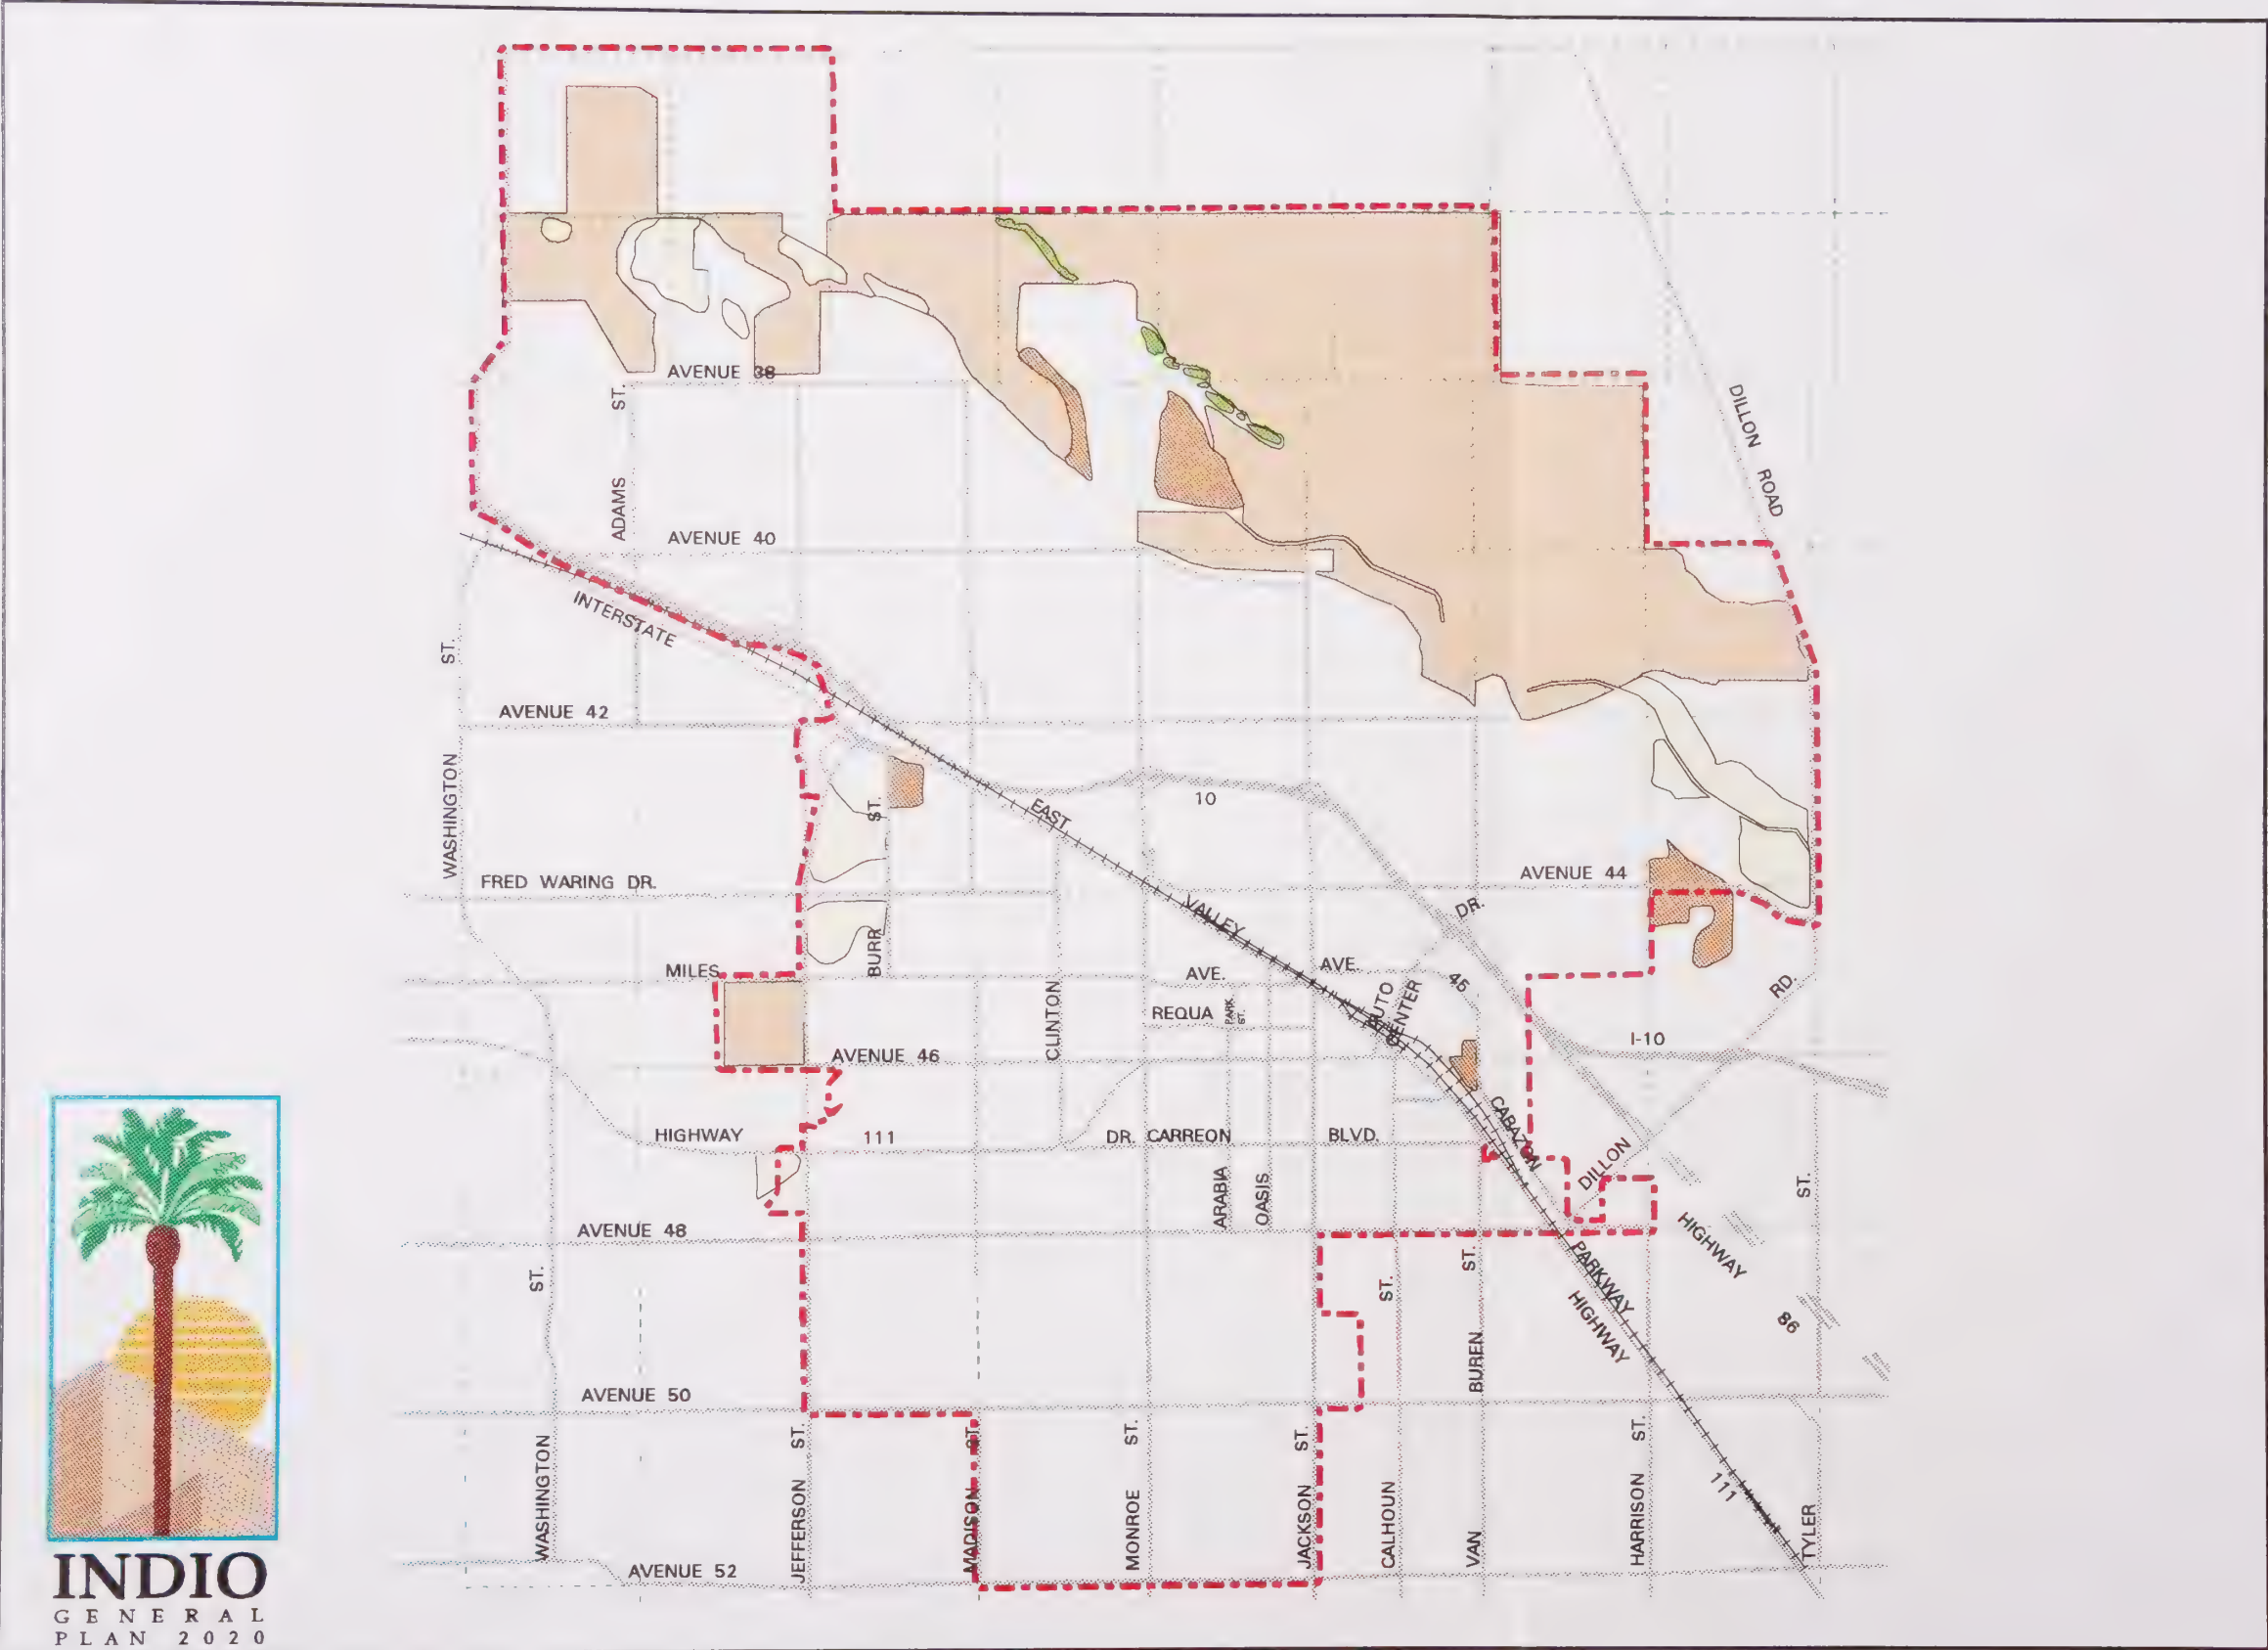 AVENUE 38
ADAMS ST.
DILLON ROAD
AVENUE 40
INTERSTATE
WASHINGTON ST.
AVENUE 42
10
EAST
BURR ST.
FRED WARING DR.
AVENUE 44
VALLEY
DR.
MILES
AVE.
AVE.
45
AUTO CENTER
REQUA
PARK ST.
CLINTON
RD.
AVENUE 46
I-10
HIGHWAY 111
DR. CARREON BLVD.
CABAZON
DILLON
ARABIA
OASIS
ST.
AVENUE 48
HIGHWAY 86
PARKWAY
HIGHWAY 111
AVENUE 50
WASHINGTON ST.
JEFFERSON ST.
MADISON ST.
MONROE ST.
JACKSON ST.
CALHOUN ST.
VAN BUREN ST.
HARRISON ST.
TYLER
AVENUE 52
INDIO
GENERAL
PLAN 2020